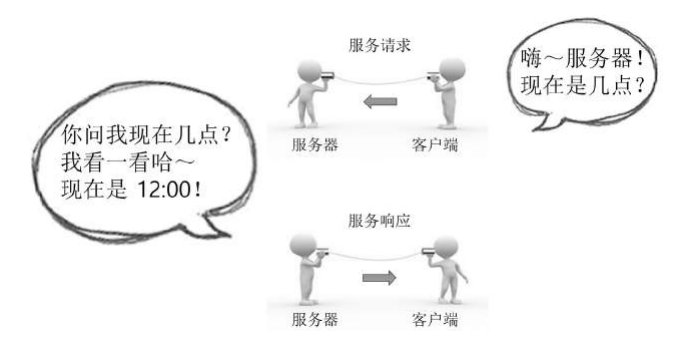 服务请求
嗨～服务器！
现在是几点？
服务器
客户端
你问我现在几点？
我看一看哈～
现在是 12:00！
服务响应
服务器
客户端